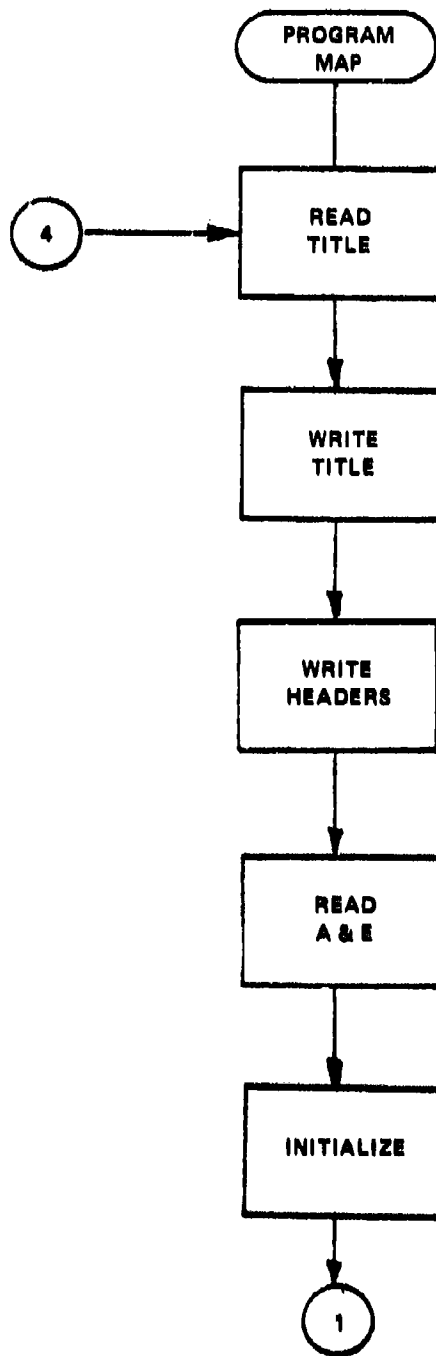 PROGRAM
MAP
READ
TITLE
4
WRITE
TITLE
WRITE
HEADERS
READ
A & E
INITIALIZE
1